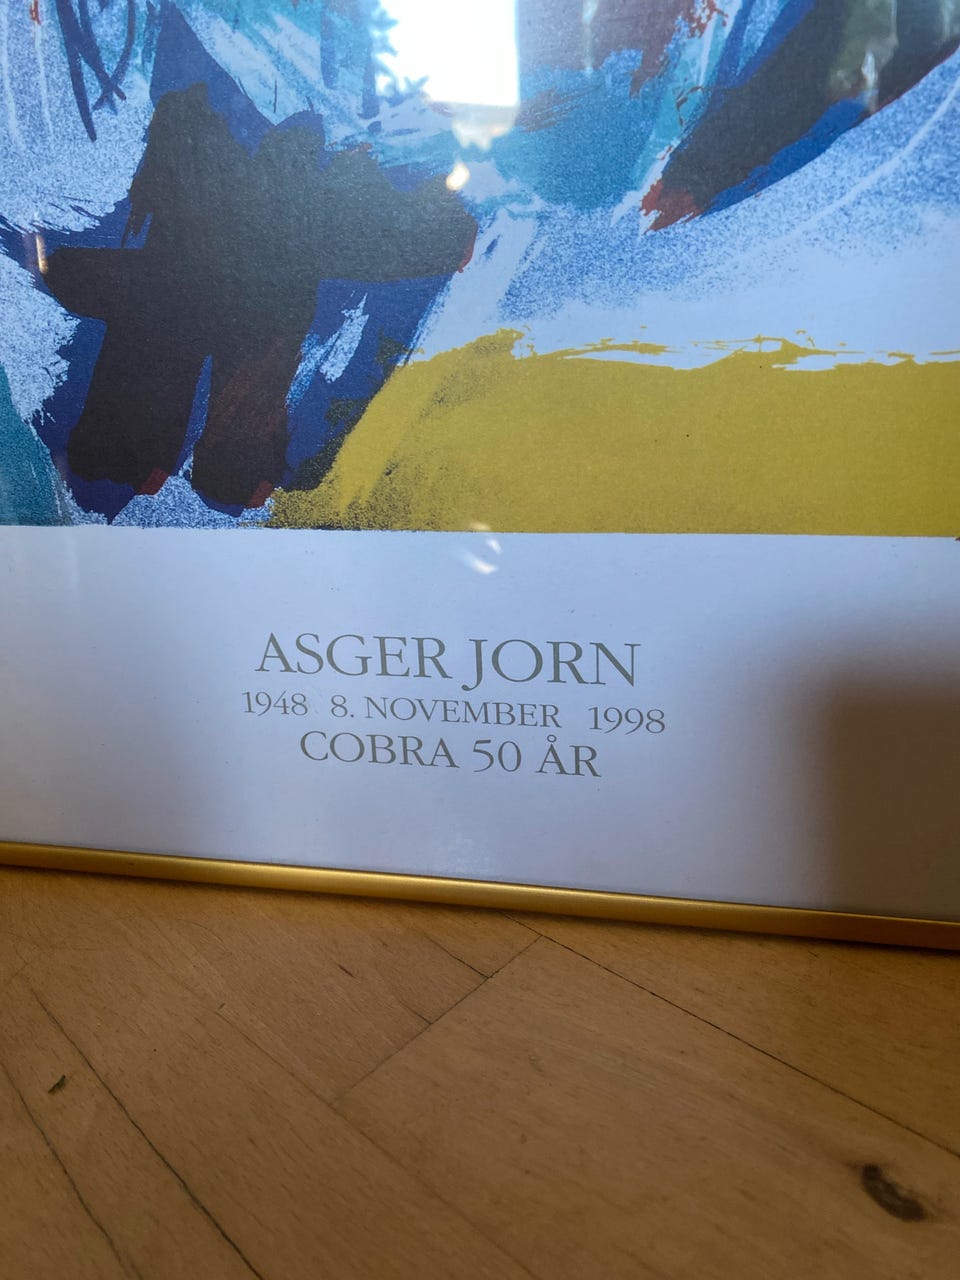 ASGER JORN
1948 8. NOVEMBER 1998
COBRA 50 ÅR